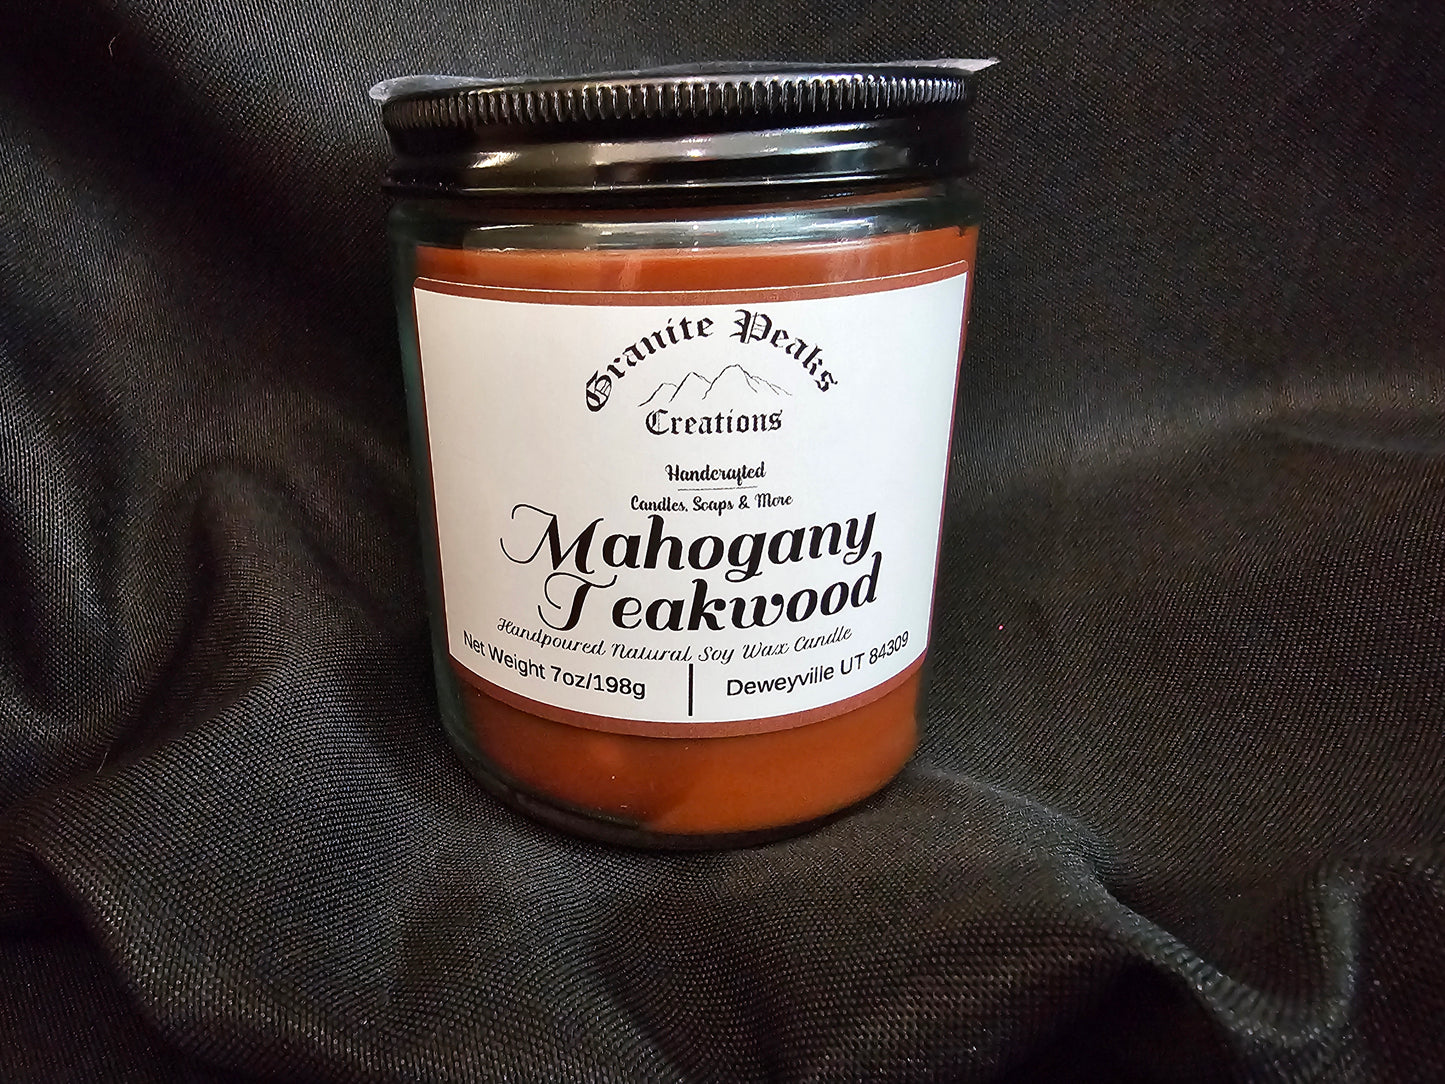 Granite Peaks
Creations
Handcrafted
Candles, Soaps & More
Mahogany
Teakwood
Handpoured Natural Soy Wax Candle
Net Weight 7oz/198g
Deweyville UT 84309